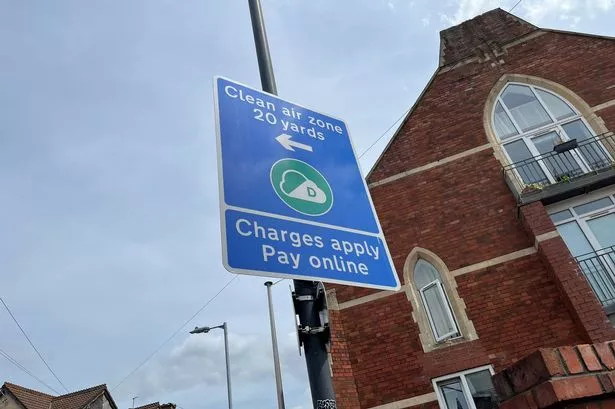 Clean air zone
20 yards
D
Charges apply
Pay online